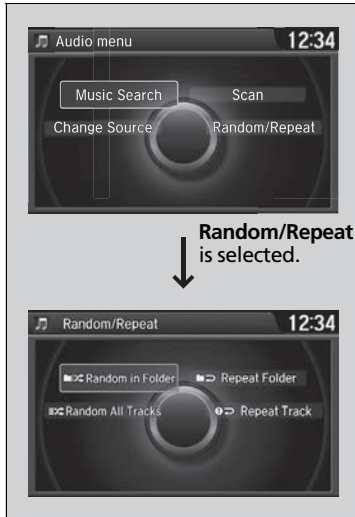 Audio menu 12:34
Music Search Scan
Change Source Random/Repeat
Random/Repeat
is selected.
Random/Repeat 12:34
Random in Folder Repeat Folder
Random All Tracks Repeat Track